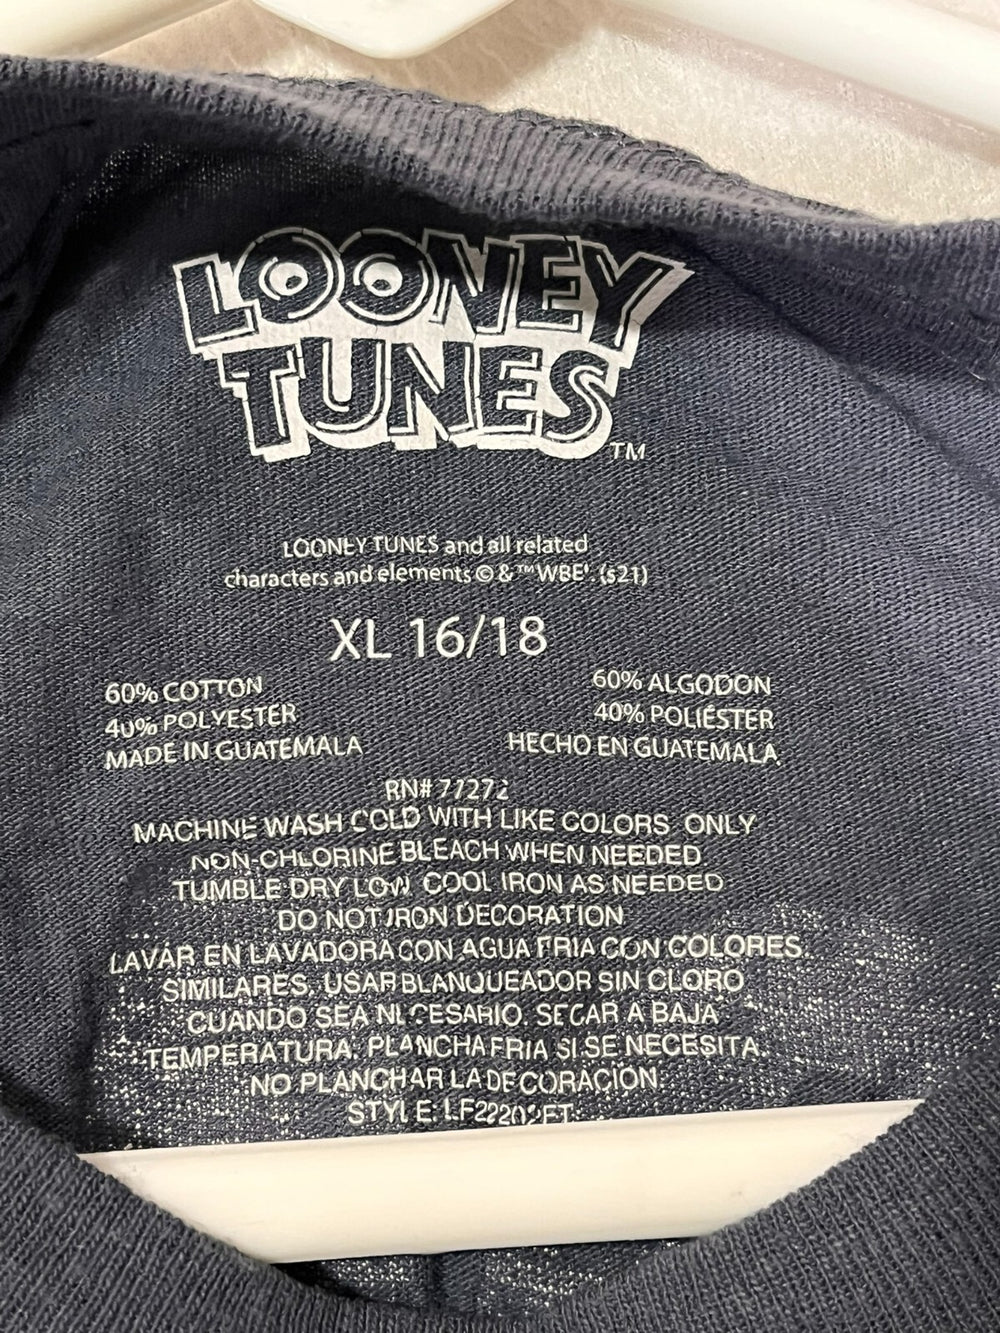 LOONEY
TUNES
TM
LOONEY TUNES and all related
characters and elements © & ™ WBEI. (s21)
XL 16/18
60% COTTON
40% POLYESTER
MADE IN GUATEMALA
60% ALGODON
40% POLIÉSTER
HECHO EN GUATEMALA.
RN# 77272
MACHINE WASH COLD WITH LIKE COLORS ONLY
NON-CHLORINE BLEACH WHEN NEEDED.
TUMBLE DRY LOW. COOL IRON AS NEEDED
DO NOT IRON DECORATION
LAVAR EN LAVADORA CON AGUA FRIA CON COLORES
SIMILARES. USAR BLANQUEADOR SIN CLORO
CUANDO SEA NECESARIO. SECAR A BAJA
TEMPERATURA. PLANCHA FRIA SI SE NECESITA.
NO PLANCHAR LA DECORACIÓN.
STYLE: